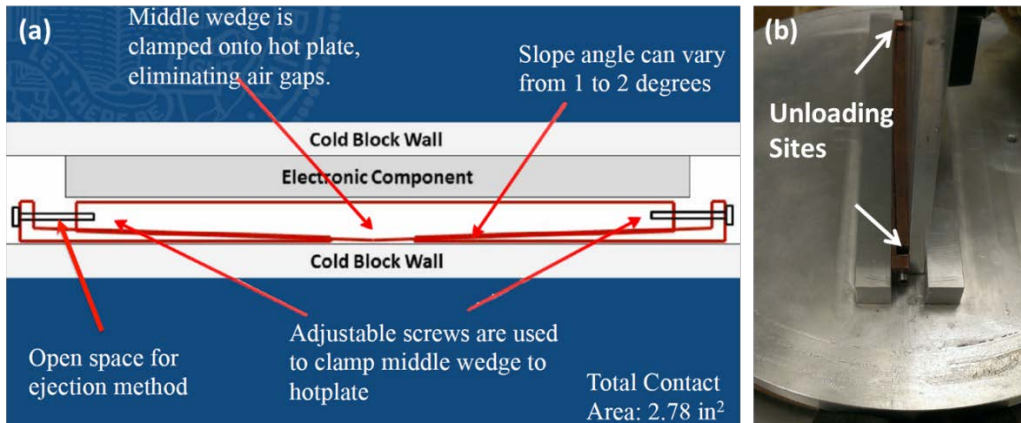 (a)
Middle wedge is
clamped onto hot plate,
eliminating air gaps.
Slope angle can vary
from 1 to 2 degrees
Cold Block Wall
Electronic Component
Cold Block Wall
Open space for
ejection method
Adjustable screws are used
to clamp middle wedge to
hotplate
Total Contact
Area: 2.78 in²
(b)
Unloading
Sites